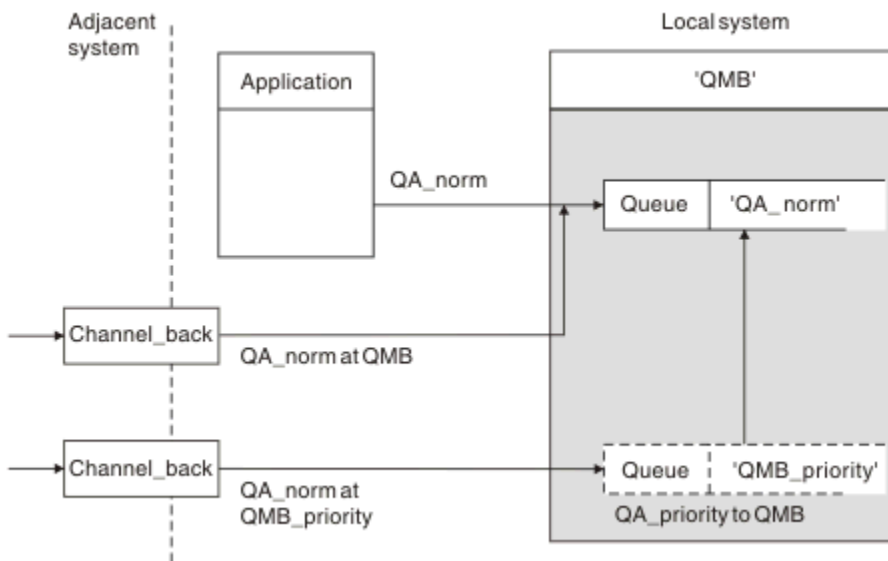 Adjacent
system
Local system
Application
'QMB'
QA_norm
Queue
'QA_norm'
Channel_back
QA_norm at QMB
Channel_back
Queue
'QMB_priority'
QA_norm at
QMB_priority
QA_priority to QMB